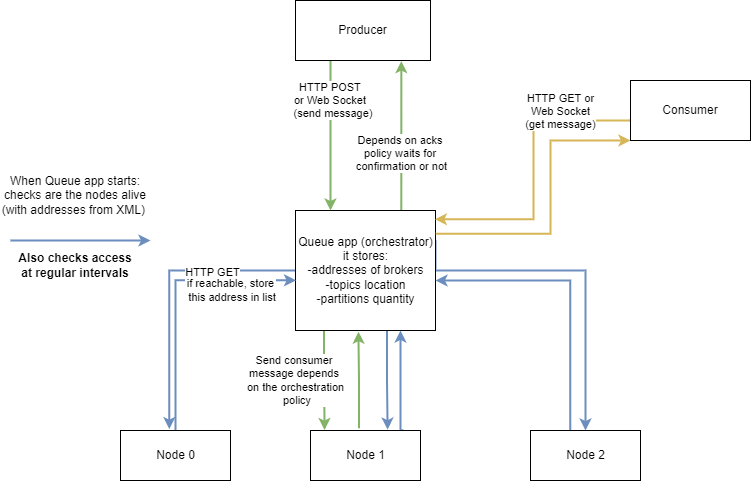 Producer
HTTP POST
or Web Socket
(send message)
Depends on acks
policy waits for
confirmation or not
HTTP GET or
Web Socket
(get message)
Consumer
When Queue app starts:
checks are the nodes alive
(with addresses from XML)
Also checks access
at regular intervals
Queue app (orchestrator)
it stores:
-addresses of brokers
-topics location
-partitions quantity
HTTP GET
if reachable, store
this address in list
Send consumer
message depends
on the orchestration
policy
Node 0
Node 1
Node 2